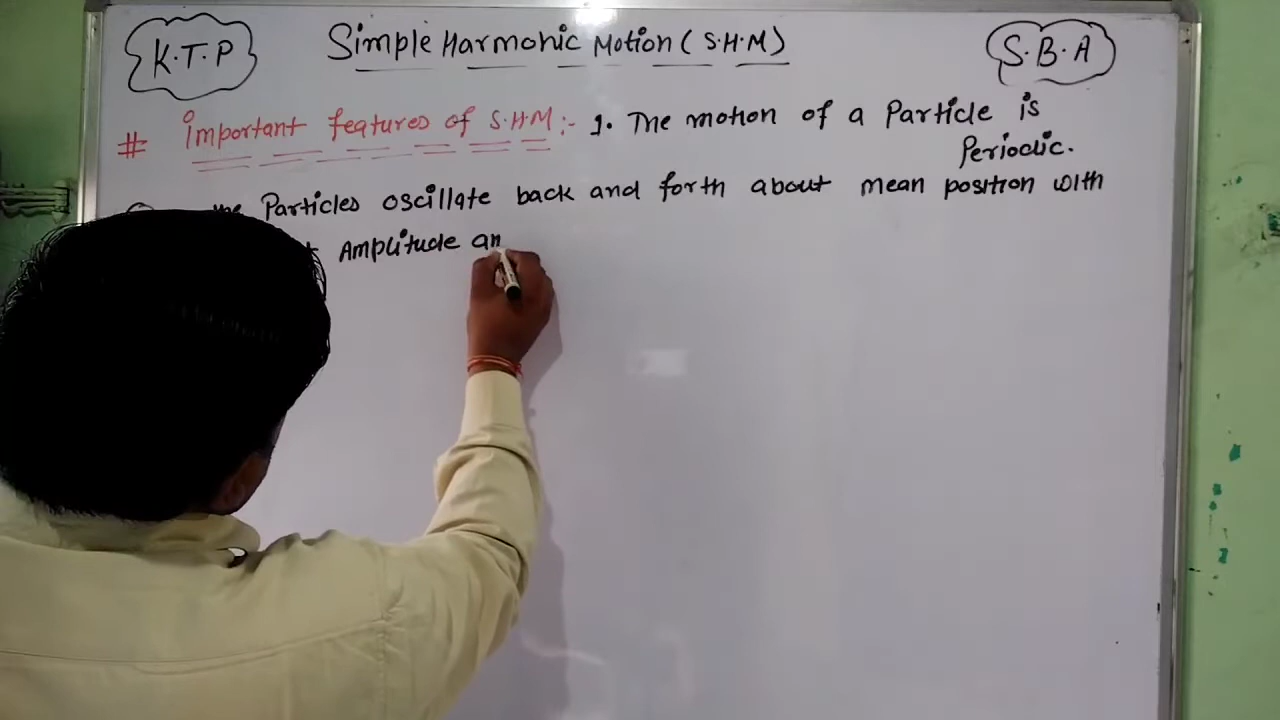 K.T.P
Simple Harmonic Motion (S.H.M)
S.B.A
# important features of S.H.M :- 1. The motion of a Particle is
Periodic.
the Particles oscillate back and forth about mean position with
Amplitude an